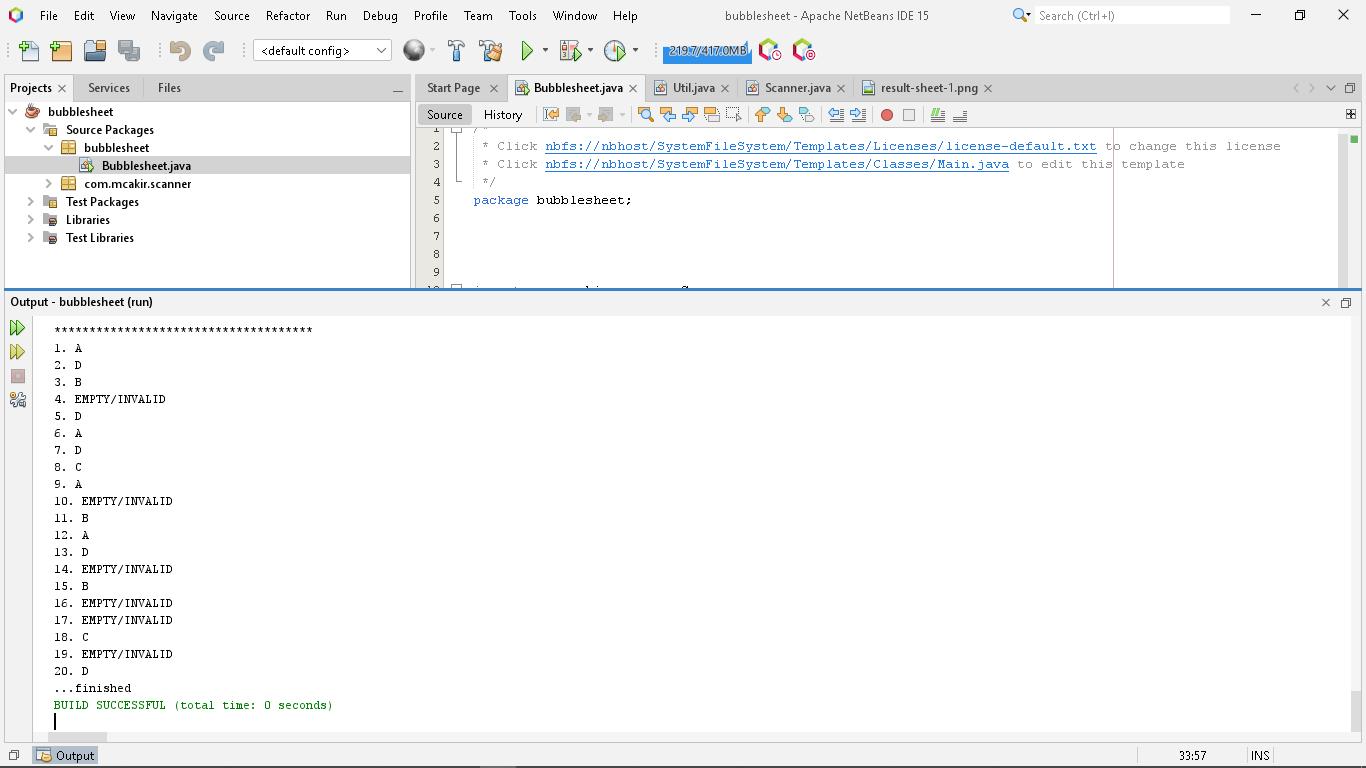 File Edit View Navigate Source Refactor Run Debug Profile Team Tools Window Help
bubblesheet - Apache NetBeans IDE 15
Search (Ctrl+I)
<default config>
219.7/417.0MB
Projects Services Files
bubblesheet
Source Packages
bubblesheet
Bubblesheet.java
com.mcakir.scanner
Test Packages
Libraries
Test Libraries
Start Page Bubblesheet.java Util.java Scanner.java result-sheet-1.png
Source History
1 /*
2 * Click nbfs://nbhost/SystemFileSystem/Templates/Licenses/license-default.txt to change this license
3 * Click nbfs://nbhost/SystemFileSystem/Templates/Classes/Main.java to edit this template
4 */
5 package bubblesheet;
6
7
8
9
Output - bubblesheet (run)
*************************************
1. A
2. D
3. B
4. EMPTY/INVALID
5. D
6. A
7. D
8. C
9. A
10. EMPTY/INVALID
11. B
12. A
13. D
14. EMPTY/INVALID
15. B
16. EMPTY/INVALID
17. EMPTY/INVALID
18. C
19. EMPTY/INVALID
20. D
...finished
BUILD SUCCESSFUL (total time: 0 seconds)
Output
33:57 INS